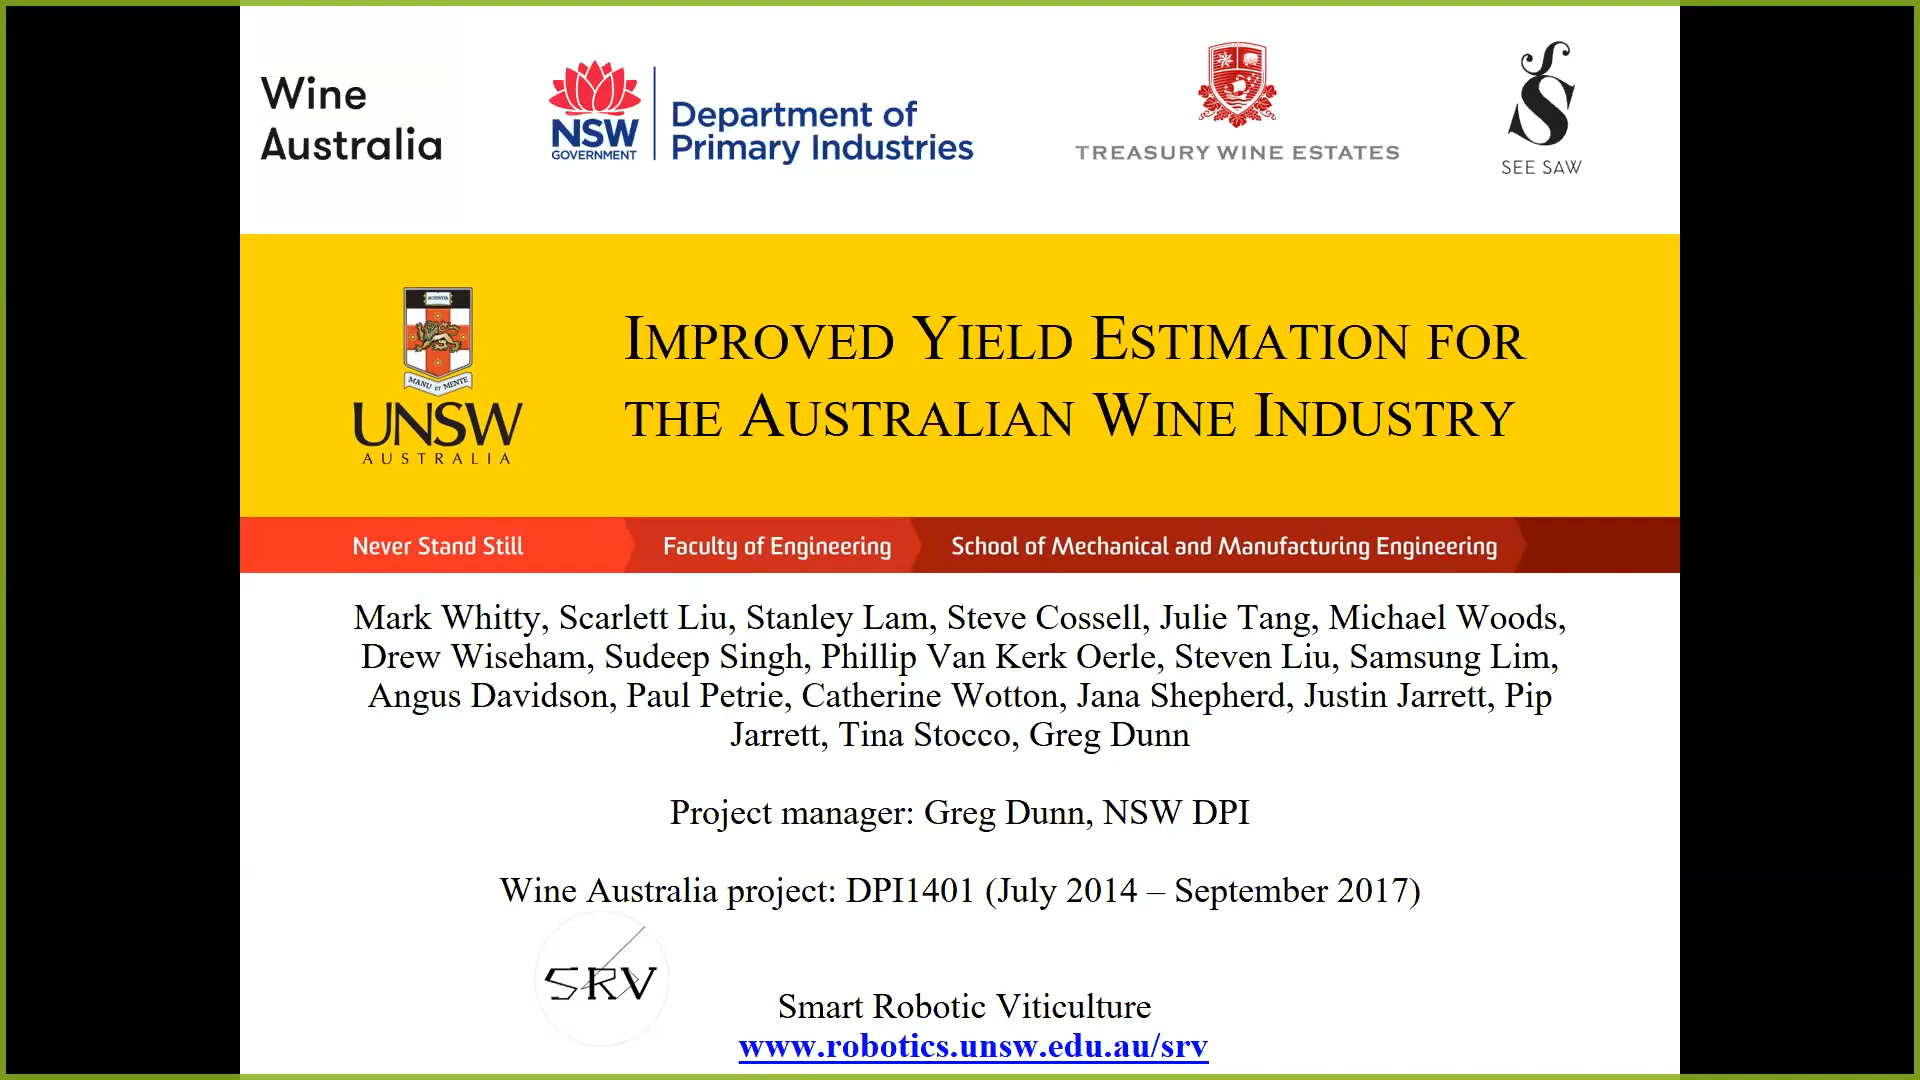 Wine
Australia
NSW
GOVERNMENT
Department of
Primary Industries
TREASURY WINE ESTATES
SEE SAW
SCIENTIA
MANU ET MENTE
UNSW
AUSTRALIA
IMPROVED YIELD ESTIMATION FOR
THE AUSTRALIAN WINE INDUSTRY
Never Stand Still
Faculty of Engineering
School of Mechanical and Manufacturing Engineering
Mark Whitty, Scarlett Liu, Stanley Lam, Steve Cossell, Julie Tang, Michael Woods,
Drew Wiseham, Sudeep Singh, Phillip Van Kerk Oerle, Steven Liu, Samsung Lim,
Angus Davidson, Paul Petrie, Catherine Wotton, Jana Shepherd, Justin Jarrett, Pip
Jarrett, Tina Stocco, Greg Dunn
Project manager: Greg Dunn, NSW DPI
Wine Australia project: DPI1401 (July 2014 – September 2017)
SRV
Smart Robotic Viticulture
www.robotics.unsw.edu.au/srv